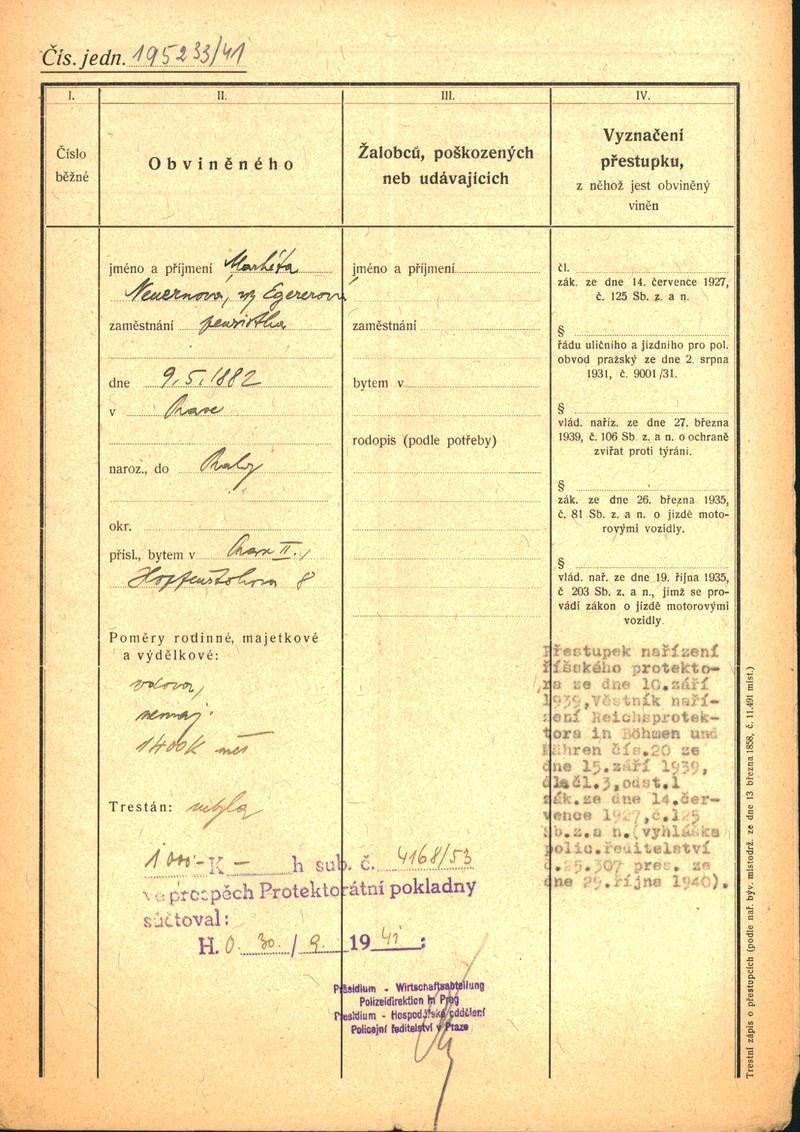 Čís. jedn. 195233/41
I.
II.
III.
IV.
Číslo
běžné
Obviněného
Žalobců, poškozených
neb udávajících
Vyznačení
přestupku,
z něhož jest obviněný
viněn
jméno a příjmení Markéta
Neuernová, Egererová
zaměstnání pensistka
dne 9.5.1882
v Praze
naroz., do Prahy
okr.
přísl., bytem v Praze II.,
Hopfenštokova 8
Poměry rodinné, majetkové
a výdělkové:
vdova,
nemaj.
1400K měs
Trestán: nebyla
1000-K — h sub. č. 4168/53
ve prospěch Protektorátní pokladny
súčtoval:
H.O. 30./9. 1941:
Präsidium - Wirtschaftsabteilung
Polizeidirektion in Prag
Presidium - Hospodářské oddělení
Policejní ředitelství v Praze
jméno a příjmení
zaměstnání
bytem v
rodopis (podle potřeby)
čl.
zák. ze dne 14. července 1927,
č. 125 Sb. z. a n.
§
řádu uličního a jízdního pro pol.
obvod pražský ze dne 2. srpna
1931, č. 9001/31.
§
vlád. naříz. ze dne 27. března
1939, č. 106 Sb. z. a n. o ochraně
zvířat proti týrání.
§
zák. ze dne 26. března 1935,
č. 81 Sb. z. a n. o jízdě moto-
rovými vozidly.
§
vlád. nař. ze dne 19. října 1935,
č 203 Sb. z. a n., jímž se pro-
vádí zákon o jízdě motorovými
vozidly.
Přestupek nařízení
říšského protekto-
ra ze dne 10.září
1939,Věstník naří-
zení Reichsprotek-
tora in Böhmen und
Mähren čís.20 ze
dne 15.září 1939,
dle čl.3,odst.1
zák.ze dne 14.čer-
vence 1927,č.125
Sb.z.a n.(vyhláška
polic.ředitelství
č.25.307 pres. ze
dne 29.října 1940).
Trestní zápis o přestupcích (podle nař. býv. místodrž. ze dne 13. března 1858, č. 11.491 míst.)